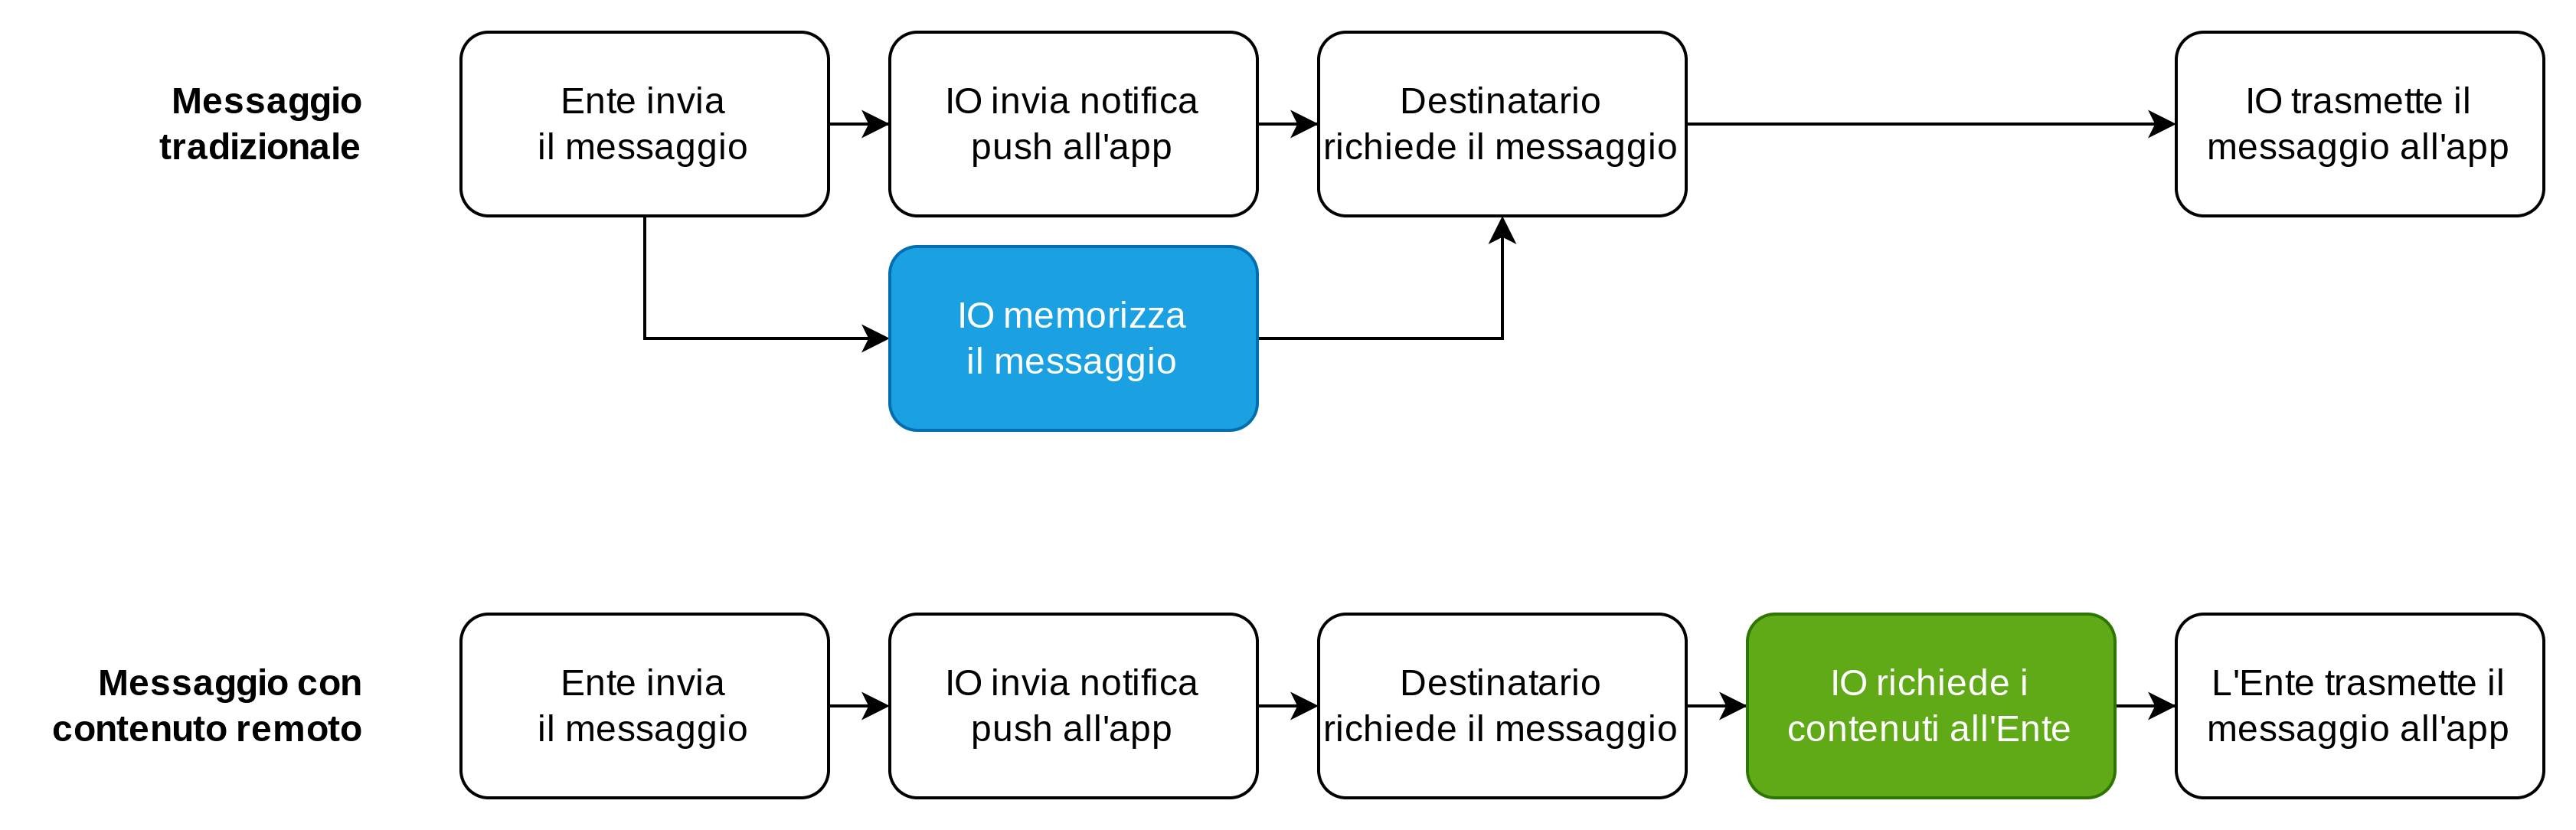 Messaggio
tradizionale
Ente invia
il messaggio
IO invia notifica
push all'app
Destinatario
richiede il messaggio
IO trasmette il
messaggio all'app
IO memorizza
il messaggio
Messaggio con
contenuto remoto
Ente invia
il messaggio
IO invia notifica
push all'app
Destinatario
richiede il messaggio
IO richiede i
contenuti all'Ente
L'Ente trasmette il
messaggio all'app